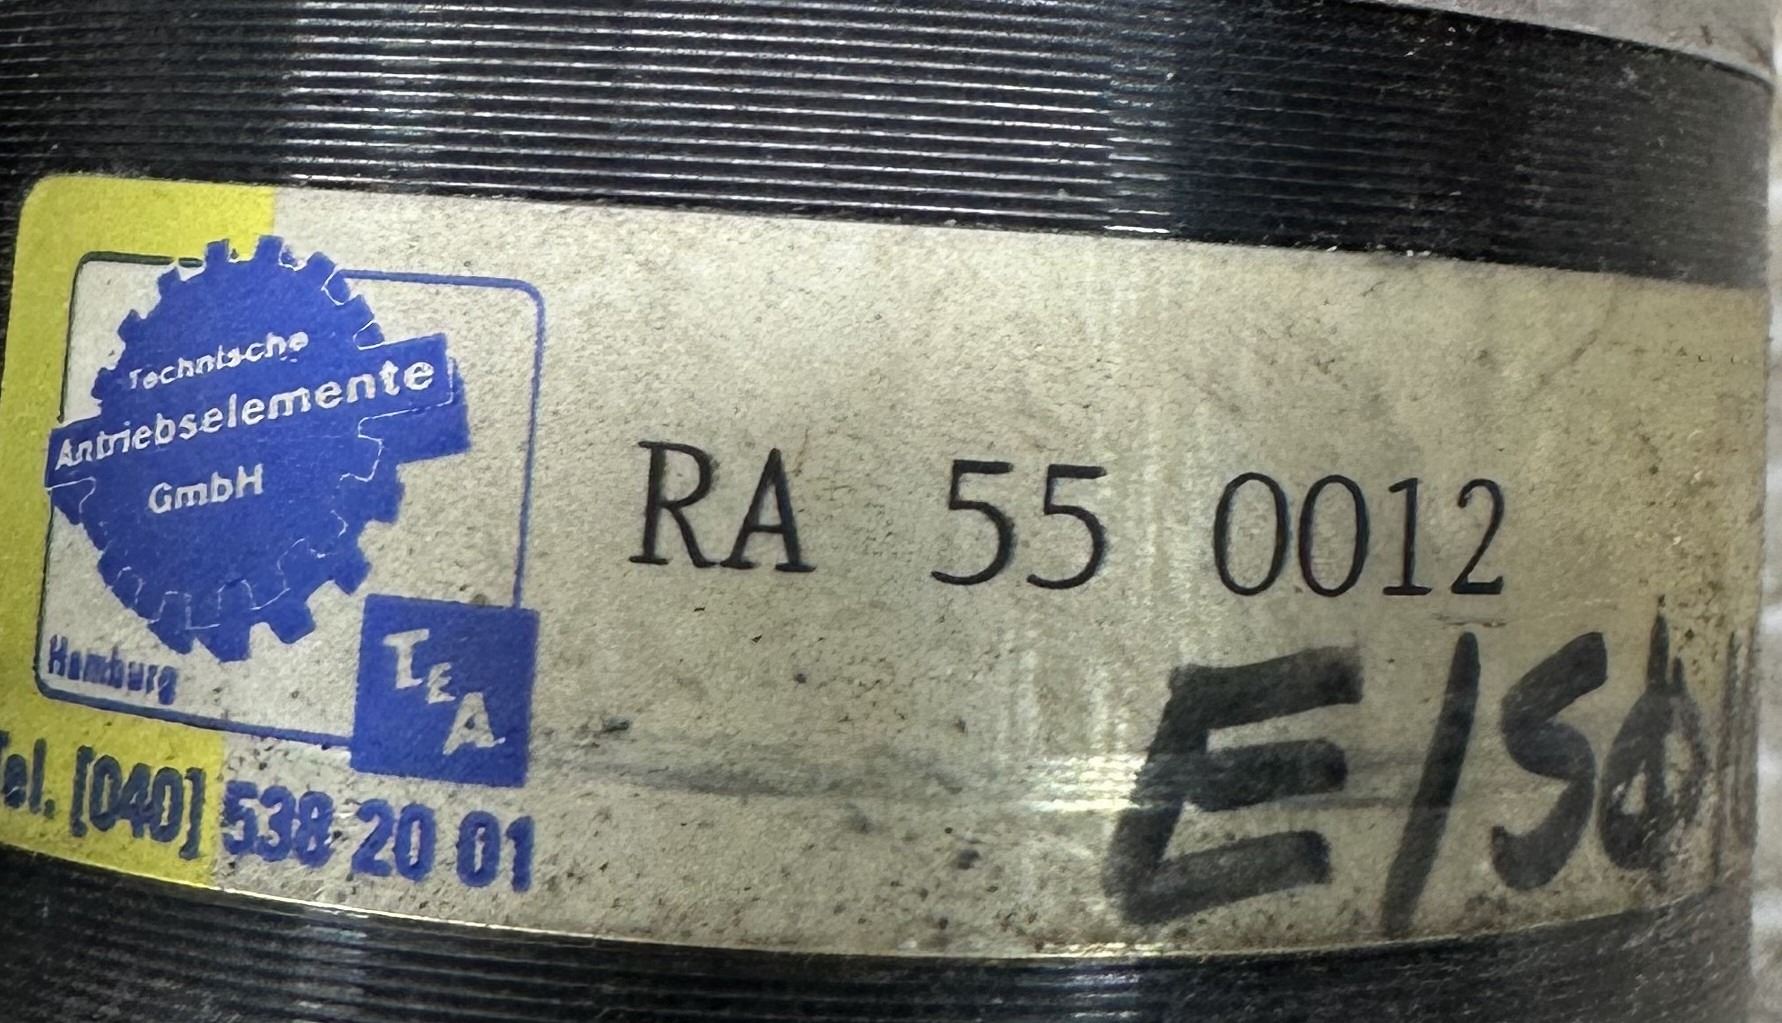 Technische
Antriebselemente
GmbH
RA 55 0012
Hamburg
TEA
Tel. [040] 538 20 01